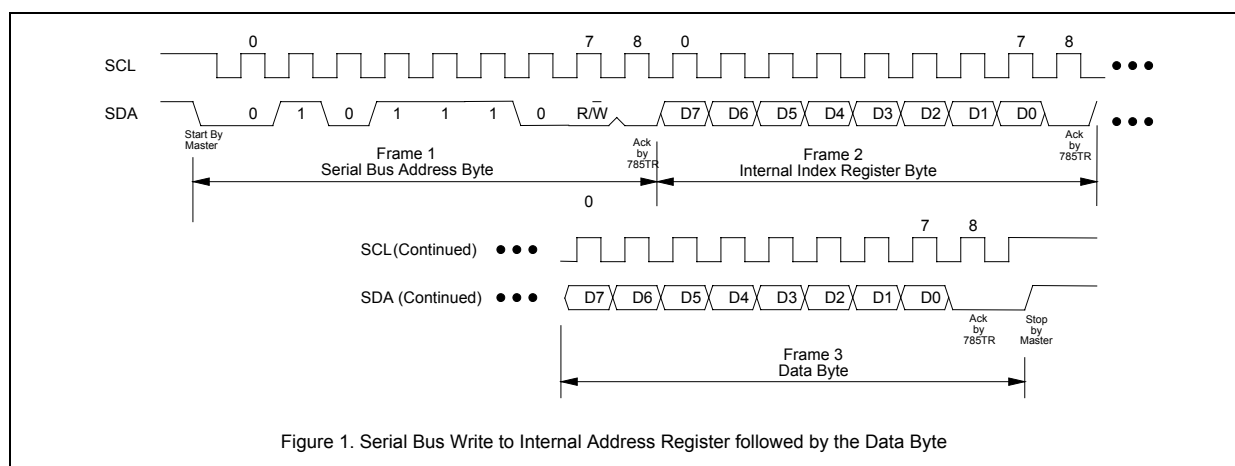 0 7 8 0 7 8
SCL
SDA 0 1 0 1 1 1 0 R/W̅ D7 D6 D5 D4 D3 D2 D1 D0
Start By
Master
Ack
by
785TR
Ack
by
785TR
Frame 1
Serial Bus Address Byte
Frame 2
Internal Index Register Byte
0 7 8
SCL(Continued)
SDA (Continued) D7 D6 D5 D4 D3 D2 D1 D0
Ack
by
785TR
Stop
by
Master
Frame 3
Data Byte
Figure 1. Serial Bus Write to Internal Address Register followed by the Data Byte